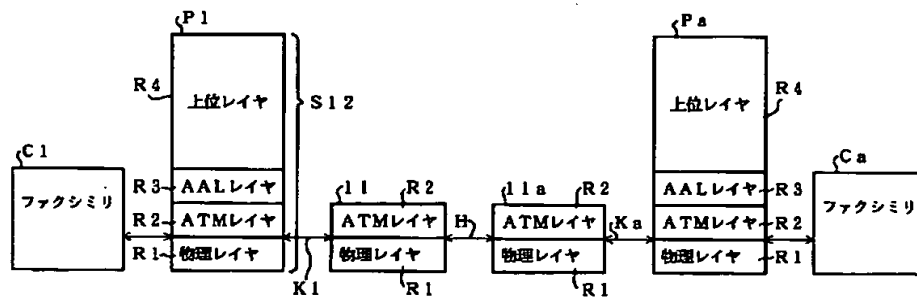 P1
Pa
R4
上位レイヤ
S12
上位レイヤ
R4
C1
Ca
ファクシミリ
R3
AALレイヤ
11
R2
11a
R2
AALレイヤ
R3
ファクシミリ
R2
ATMレイヤ
ATMレイヤ
H
ATMレイヤ
Ka
ATMレイヤ
R2
R1
物理レイヤ
物理レイヤ
物理レイヤ
物理レイヤ
R1
K1
R1
R1